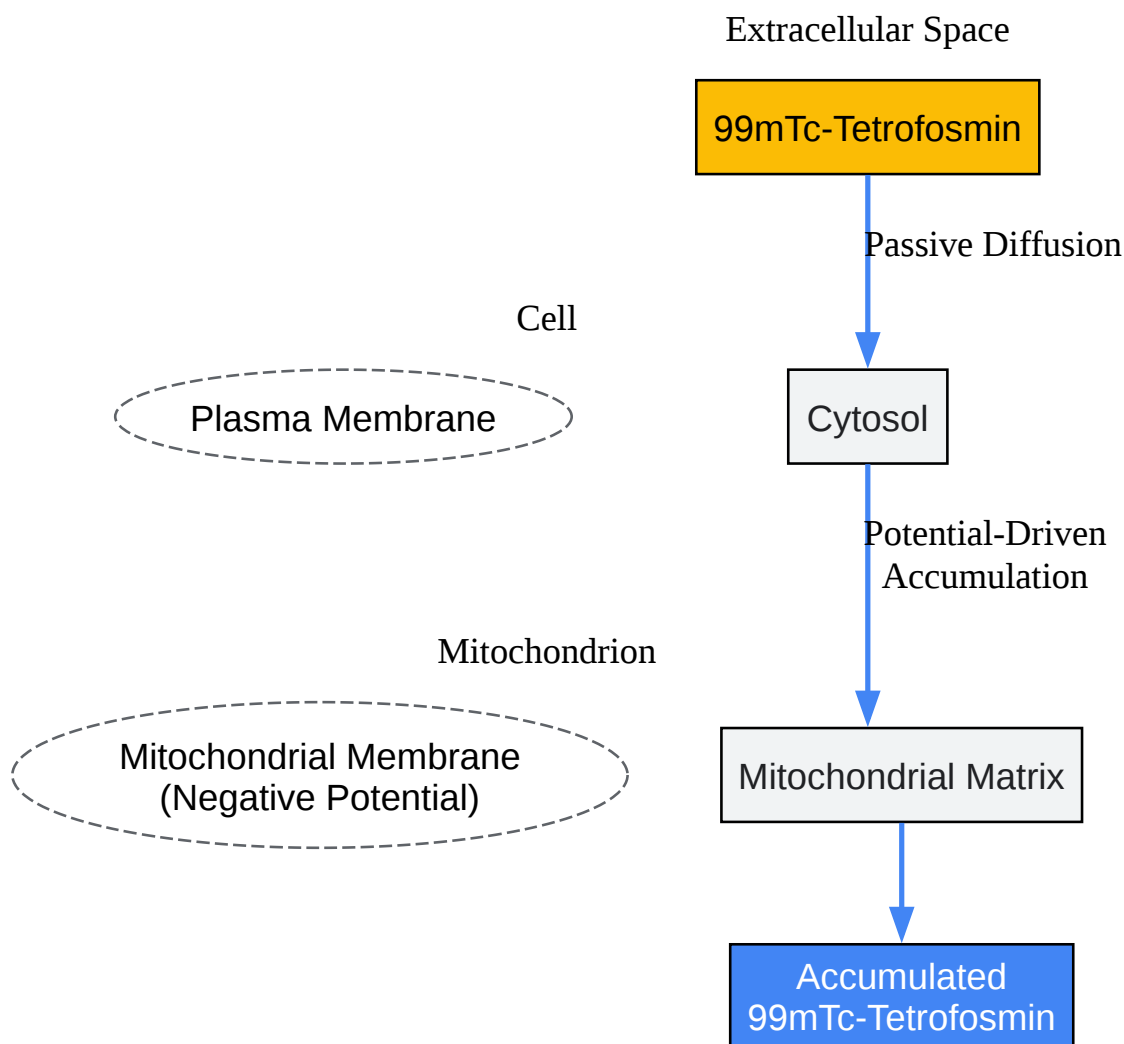 Extracellular Space
99mTc-Tetrofosmin
Passive Diffusion
Cell
Plasma Membrane
Cytosol
Potential-Driven
Accumulation
Mitochondrion
Mitochondrial Membrane
(Negative Potential)
Mitochondrial Matrix
Accumulated
99mTc-Tetrofosmin